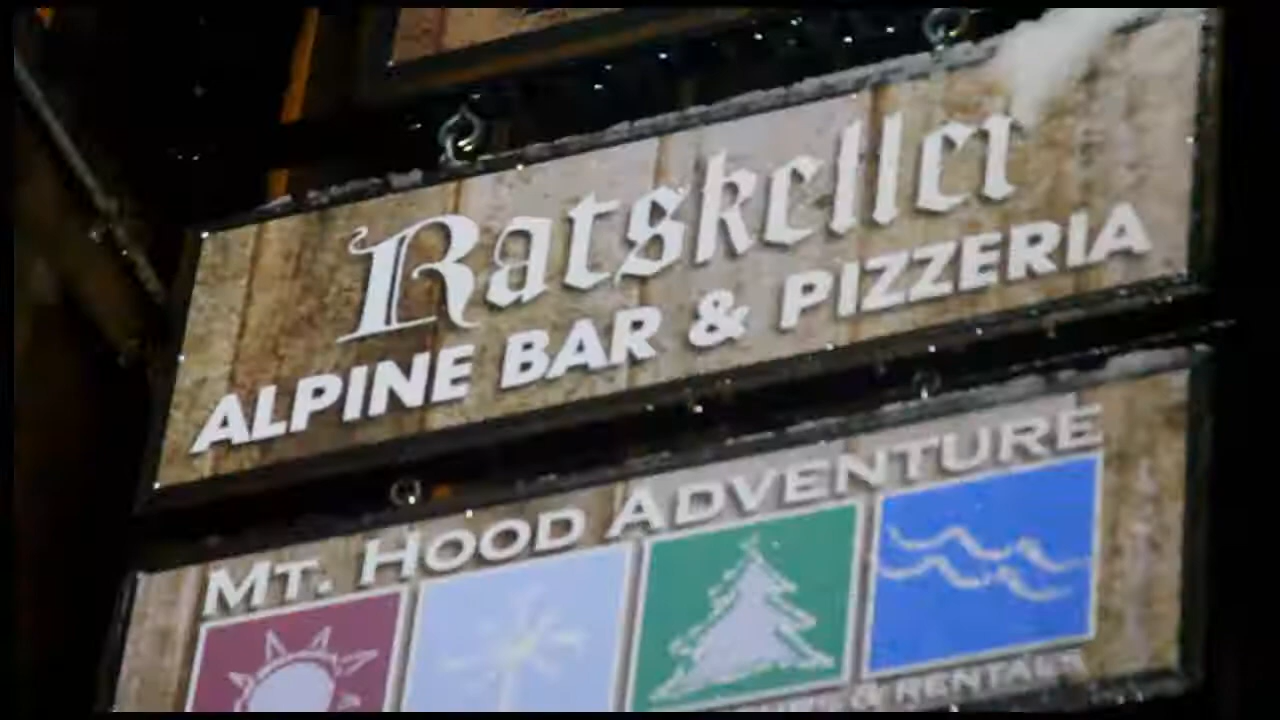 Ratskeller
ALPINE BAR & PIZZERIA
MT. HOOD ADVENTURE
& RENTALS